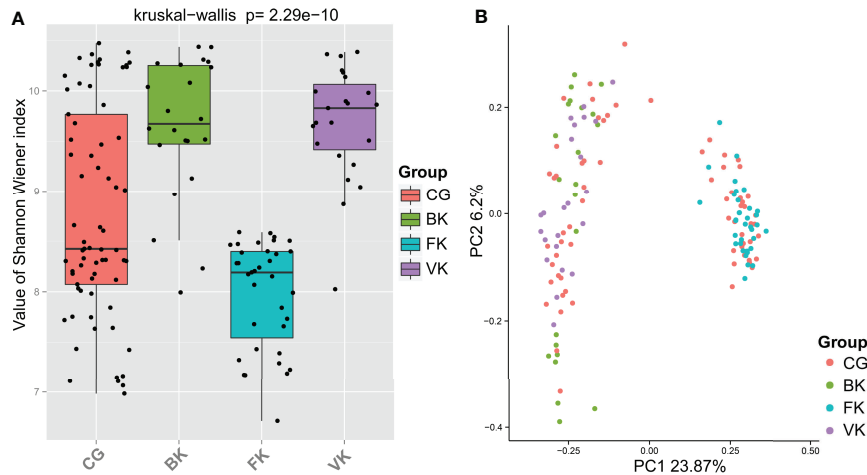 A
kruskal−wallis p= 2.29e−10
Value of Shannon Wiener index
10
9
8
7
CG
BK
FK
VK
Group
CG
BK
FK
VK
B
PC2 6.2%
0.2
0.0
−0.2
−0.4
−0.25
0.00
0.25
0.50
PC1 23.87%
Group
CG
BK
FK
VK